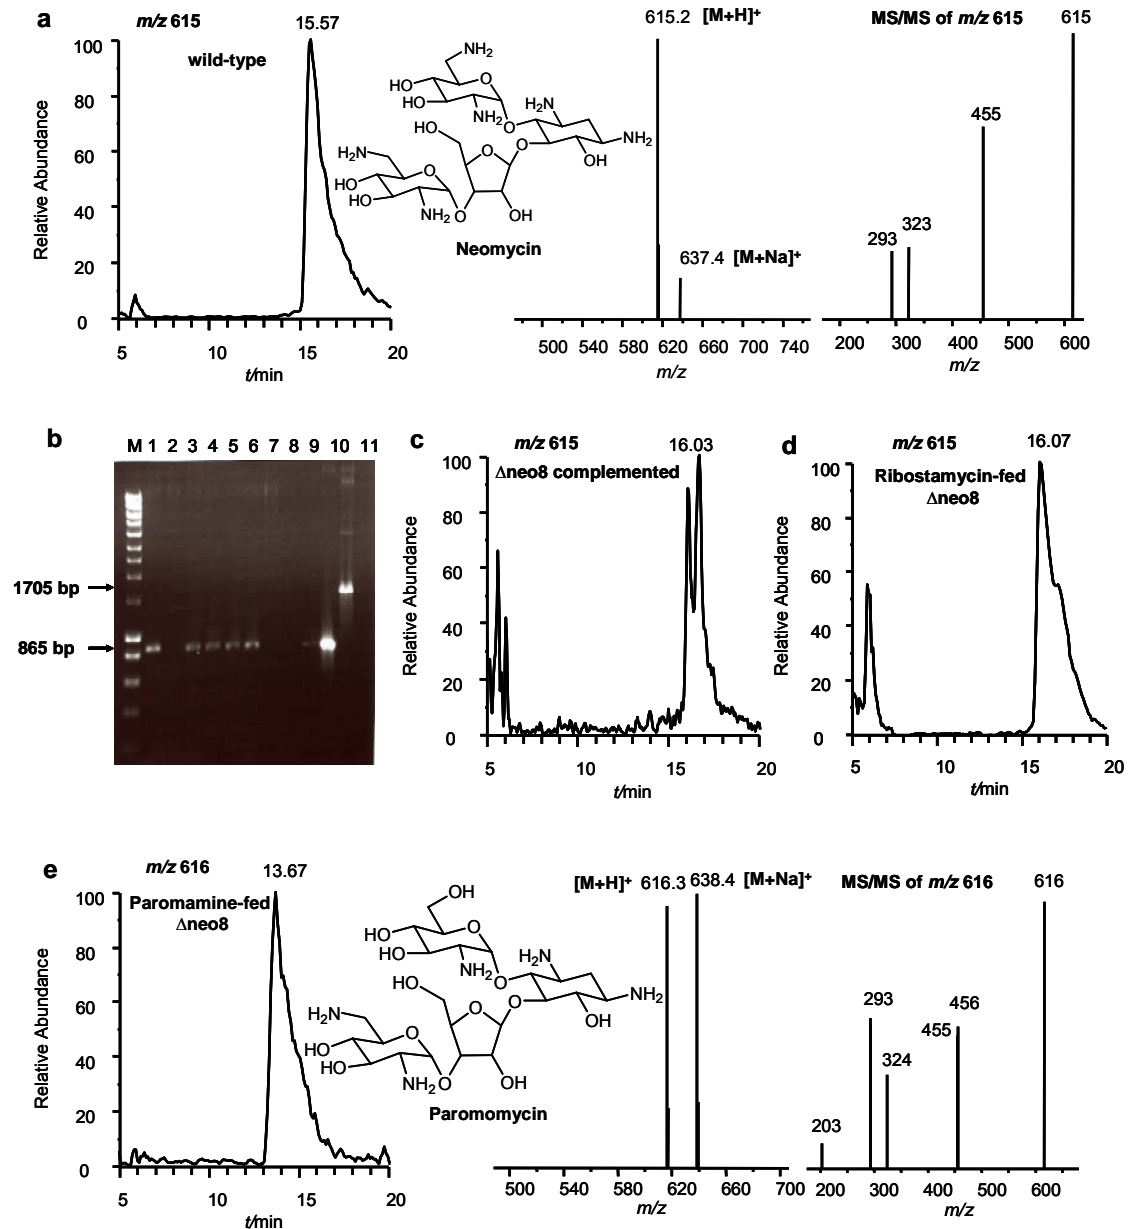 a
m/z 615
15.57
wild-type
Relative Abundance
100
80
60
40
20
0
5 10 15 20
t/min
NH2
HO
HO
NH2
O
O
H2N
NH2
OH
O
HO
O
H2N
HO
HO
O
NH2
O
OH
Neomycin
615.2 [M+H]+
637.4 [M+Na]+
500 540 580 620 660 700 740
m/z
MS/MS of m/z 615
615
455
323
293
200 300 400 500 600
m/z
b
M 1 2 3 4 5 6 7 8 9 10 11
1705 bp
865 bp
c
m/z 615
16.03
Δneo8 complemented
Relative Abundance
100
80
60
40
20
0
5 10 15 20
t/min
d
m/z 615
16.07
Ribostamycin-fed
Δneo8
Relative Abundance
100
80
60
40
20
0
5 10 15 20
t/min
e
m/z 616
13.67
Paromamine-fed
Δneo8
Relative Abundance
100
80
60
40
20
0
5 10 15 20
t/min
OH
HO
HO
O
NH2
O
H2N
NH2
OH
O
HO
O
H2N
HO
HO
O
NH2
O
OH
Paromomycin
[M+H]+ 616.3 638.4 [M+Na]+
500 540 580 620 660 700
m/z
MS/MS of m/z 616
616
293
456
455
324
203
200 300 400 500 600
m/z